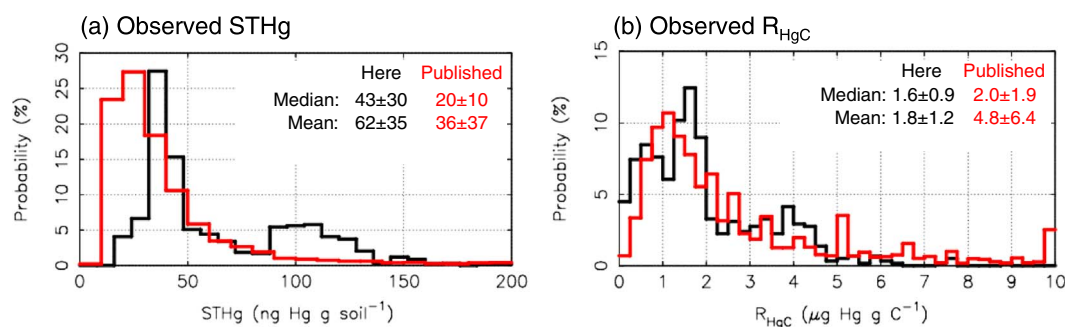 (a) Observed STHg
30
25
20
15
10
5
0
Probability (%)
Here Published
Median: 43±30 20±10
Mean: 62±35 36±37
0 50 100 150 200
STHg (ng Hg g soil⁻¹)
(b) Observed R_HgC
15
10
5
0
Probability (%)
Here Published
Median: 1.6±0.9 2.0±1.9
Mean: 1.8±1.2 4.8±6.4
0 1 2 3 4 5 6 7 8 9 10
R_HgC (μg Hg g C⁻¹)